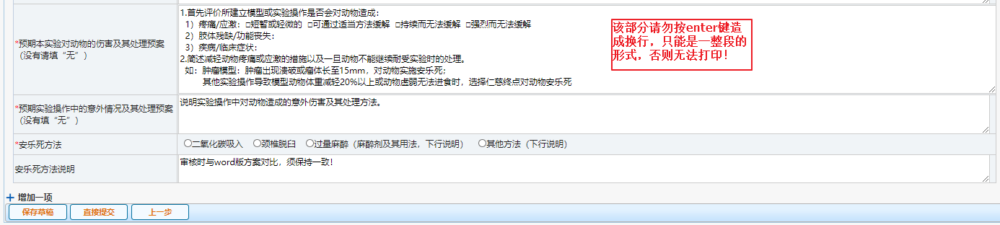 *预期本实验对动物的伤害及其处理预案
（没有请填“无”）
1.首先评价所建立模型或实验操作是否会对动物造成：
1）疼痛/应激：□短暂或轻微的 □可通过适当方法缓解 □持续而无法缓解 □强烈而无法缓解
2）肢体残缺/功能丧失：
3）疾病/临床症状：
2.简述减轻动物疼痛或应激的措施以及一旦动物不能继续耐受实验时的处理。
如：肿瘤模型：肿瘤出现溃破或瘤体长至15mm，对动物实施安乐死；
其他实验操作导致模型动物体重减轻20%以上或动物虚弱无法进食时，选择仁慈终点对动物安乐死
该部分请勿按enter键造
成换行，只能是一整段的
形式，否则无法打印！
*预期实验操作中的意外情况及其处理预案
（没有填“无”）
说明实验操作中对动物造成的意外伤害及其处理方法。
*安乐死方法
二氧化碳吸入 颈椎脱臼 过量麻醉（麻醉剂及其用法，下行说明） 其他方法（下行说明）
安乐死方法说明
审核时与word版方案对比，须保持一致！
+ 增加一项
保存草稿 直接提交 上一步